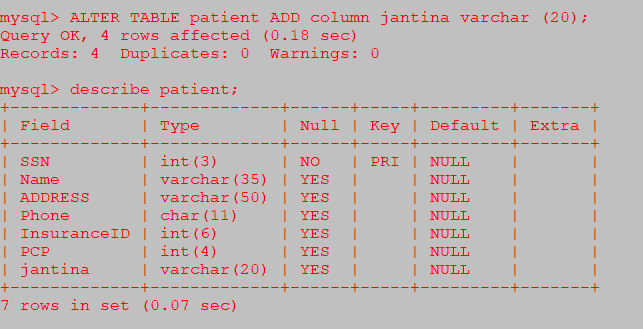 mysql> ALTER TABLE patient ADD column jantina varchar (20);
Query OK, 4 rows affected (0.18 sec)
Records: 4  Duplicates: 0  Warnings: 0
mysql> describe patient;
+-------------+-------------+------+-----+---------+-------+
| Field       | Type        | Null | Key | Default | Extra |
+-------------+-------------+------+-----+---------+-------+
| SSN         | int(3)      | NO   | PRI | NULL    |       |
| Name        | varchar(35) | YES  |     | NULL    |       |
| ADDRESS     | varchar(50) | YES  |     | NULL    |       |
| Phone       | char(11)    | YES  |     | NULL    |       |
| InsuranceID | int(6)      | YES  |     | NULL    |       |
| PCP         | int(4)      | YES  |     | NULL    |       |
| jantina     | varchar(20) | YES  |     | NULL    |       |
+-------------+-------------+------+-----+---------+-------+
7 rows in set (0.07 sec)